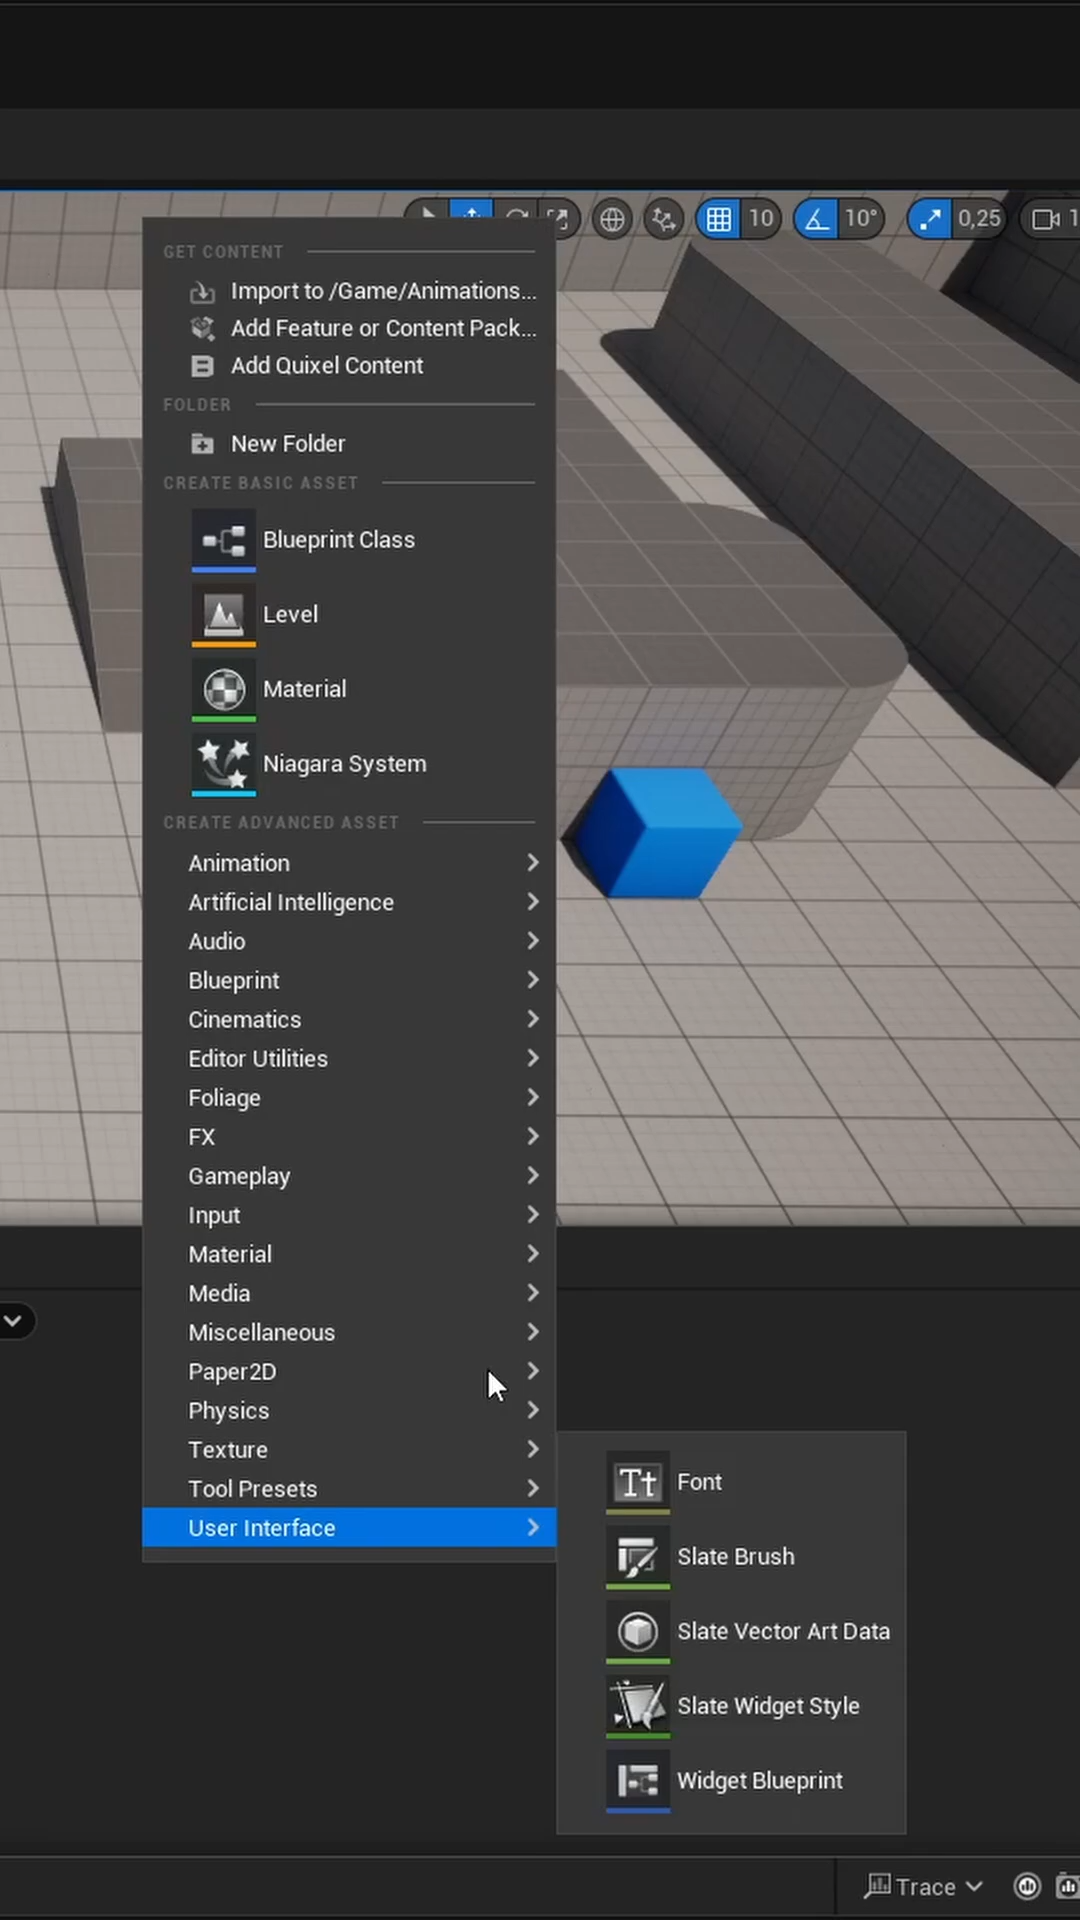 10
10°
0,25
GET CONTENT
Import to /Game/Animations...
Add Feature or Content Pack...
Add Quixel Content
FOLDER
New Folder
CREATE BASIC ASSET
Blueprint Class
Level
Material
Niagara System
CREATE ADVANCED ASSET
Animation
Artificial Intelligence
Audio
Blueprint
Cinematics
Editor Utilities
Foliage
FX
Gameplay
Input
Material
Media
Miscellaneous
Paper2D
Physics
Texture
Tool Presets
User Interface
Tt Font
Slate Brush
Slate Vector Art Data
Slate Widget Style
Widget Blueprint
Trace